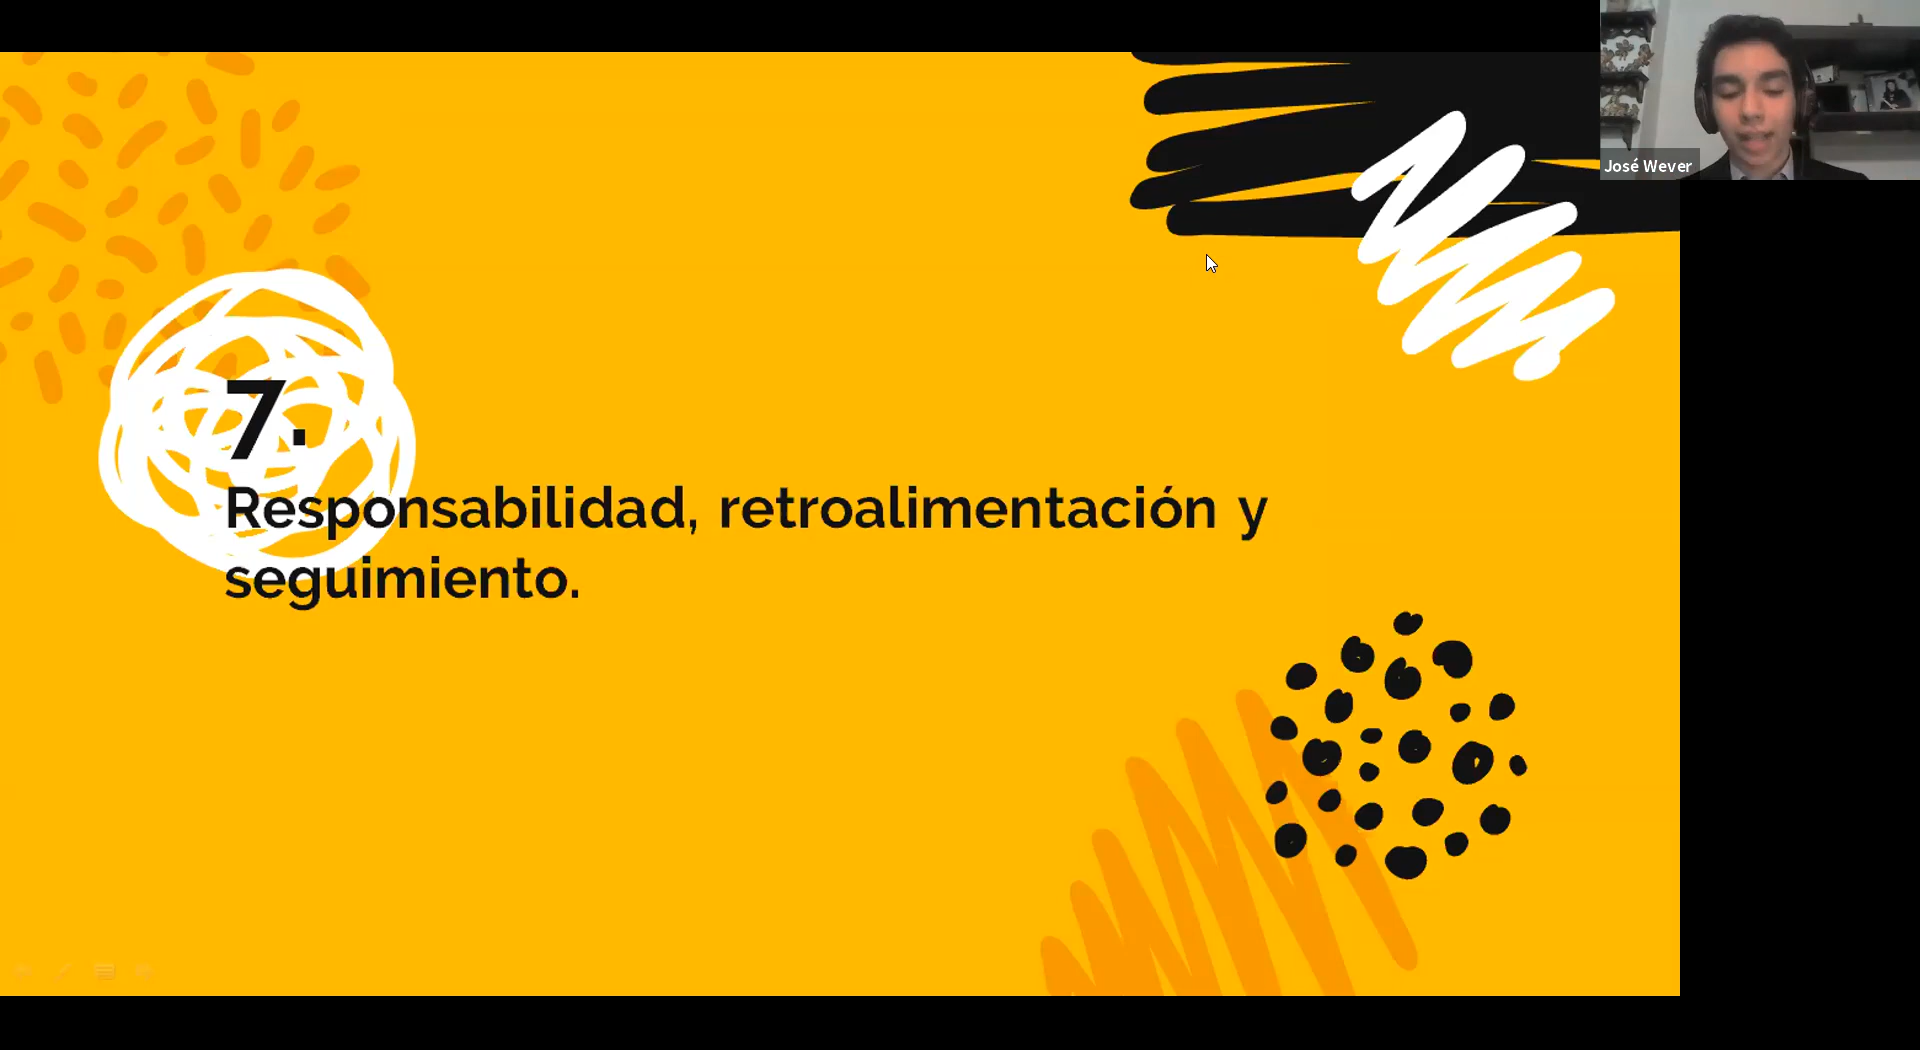 José Wever
7.
Responsabilidad, retroalimentación y
seguimiento.